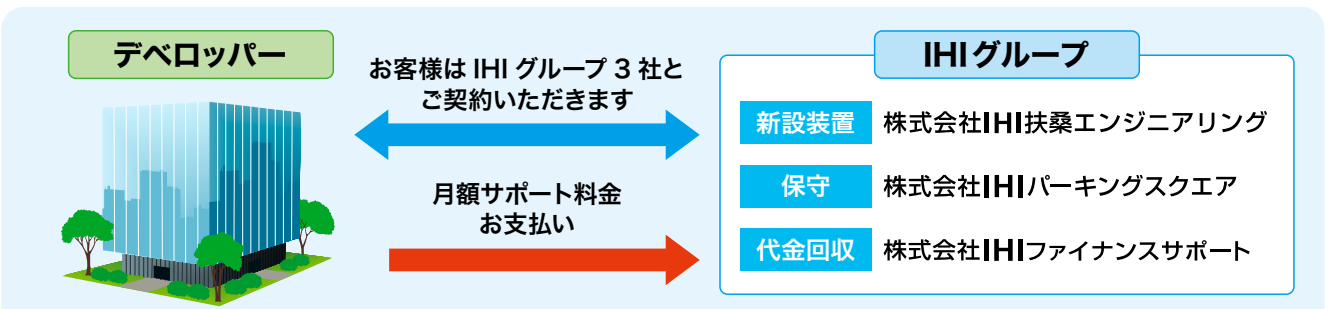 デベロッパー
お客様は IHI グループ 3 社と
ご契約いただきます
月額サポート料金
お支払い
IHIグループ
新設装置 株式会社IHI扶桑エンジニアリング
保守 株式会社IHIパーキングスクエア
代金回収 株式会社IHIファイナンスサポート